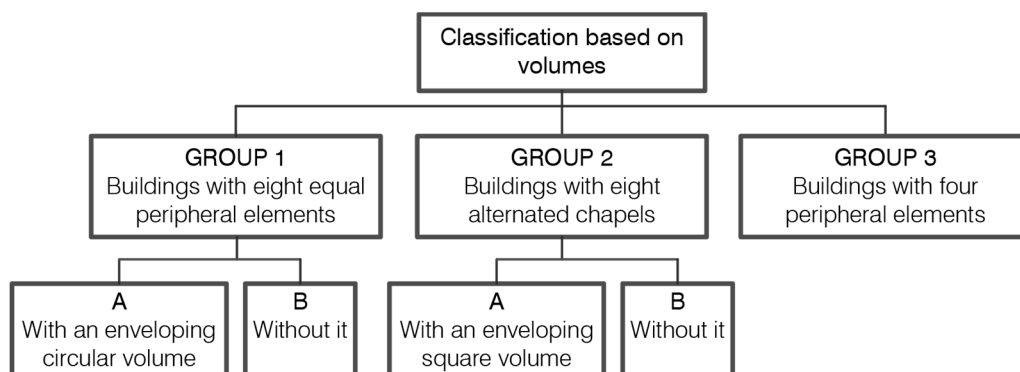 Classification based on
volumes
GROUP 1
Buildings with eight equal
peripheral elements
GROUP 2
Buildings with eight
alternated chapels
GROUP 3
Buildings with four
peripheral elements
A
With an enveloping
circular volume
B
Without it
A
With an enveloping
square volume
B
Without it